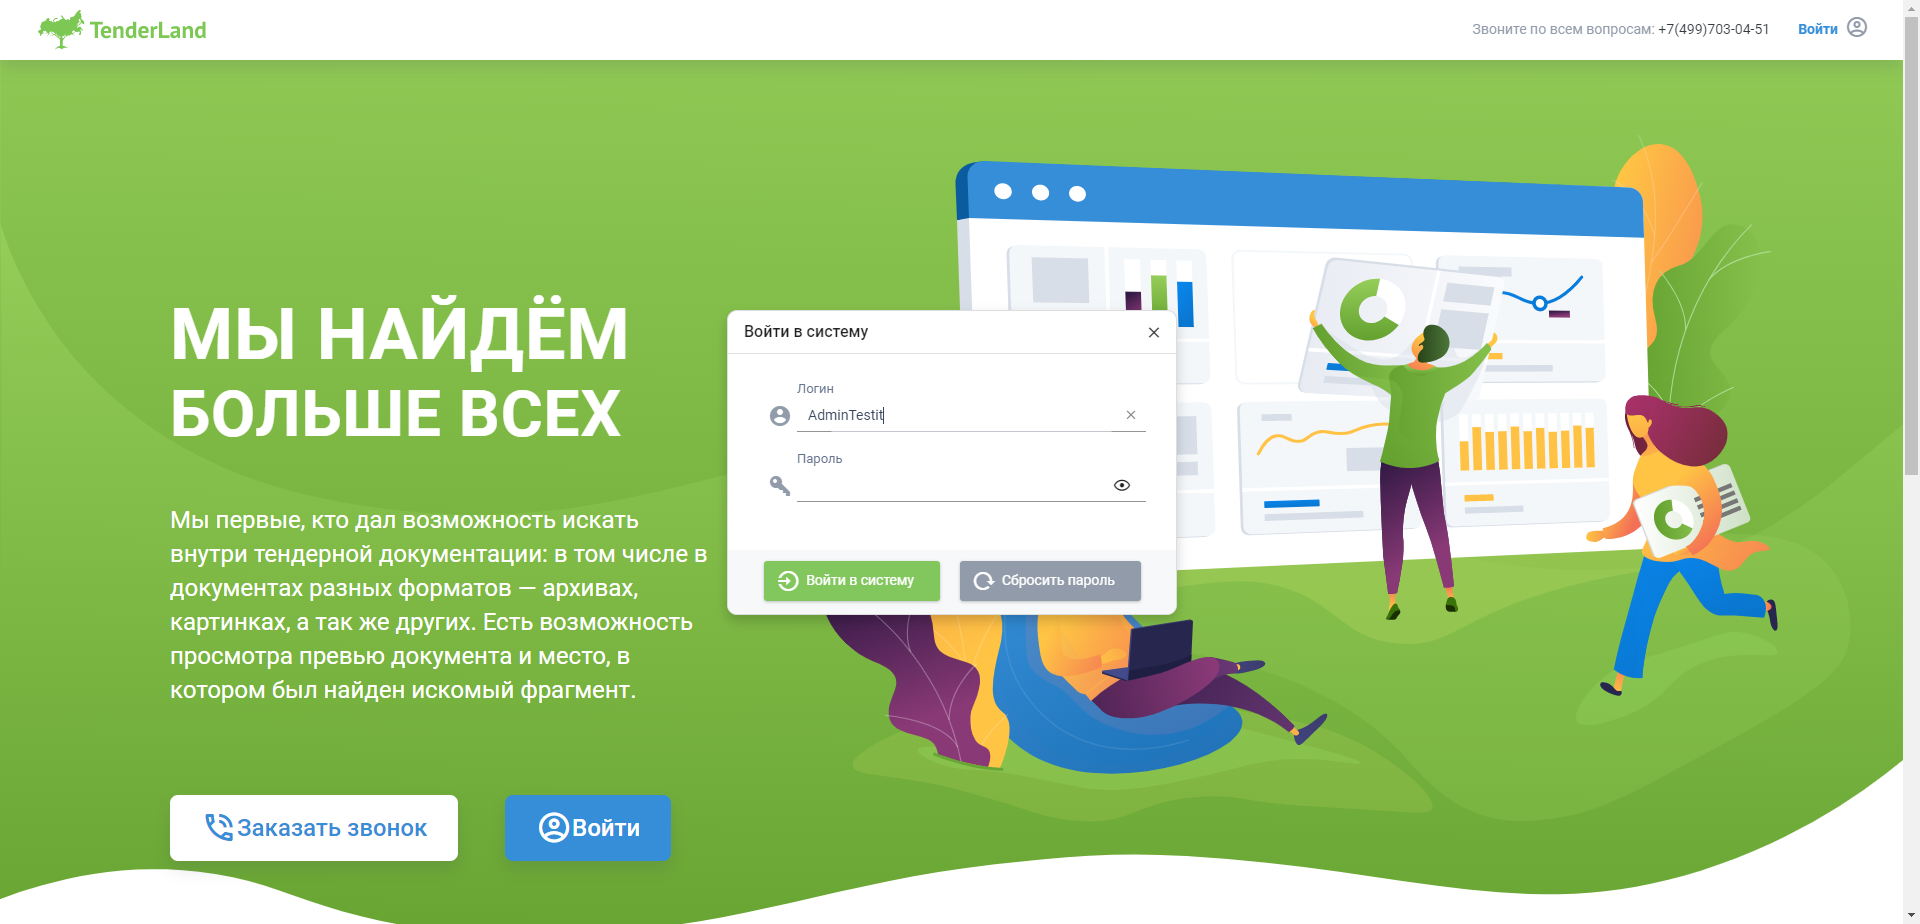 TenderLand
Звоните по всем вопросам: +7(499)703-04-51
Войти
МЫ НАЙДЁМ
БОЛЬШЕ ВСЕХ
Мы первые, кто дал возможность искать
внутри тендерной документации: в том числе в
документах разных форматов — архивах,
картинках, а так же других. Есть возможность
просмотра превью документа и место, в
котором был найден искомый фрагмент.
Заказать звонок
Войти
Войти в систему
Логин
AdminTestit
Пароль
Войти в систему
Сбросить пароль